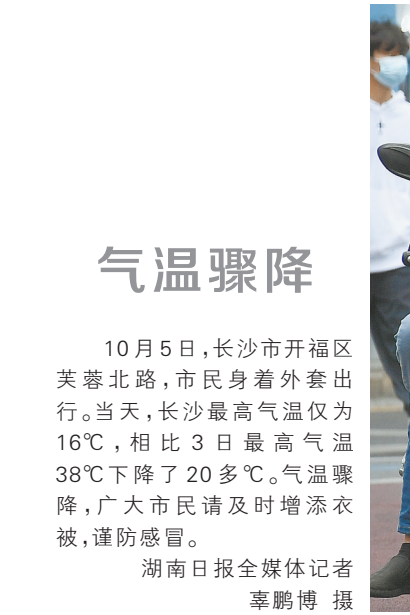 气温骤降
10月5日，长沙市开福区
芙蓉北路，市民身着外套出
行。当天，长沙最高气温仅为
16℃，相比3日最高气温
38℃下降了20多℃。气温骤
降，广大市民请及时增添衣
被，谨防感冒。
湖南日报全媒体记者
辜鹏博 摄